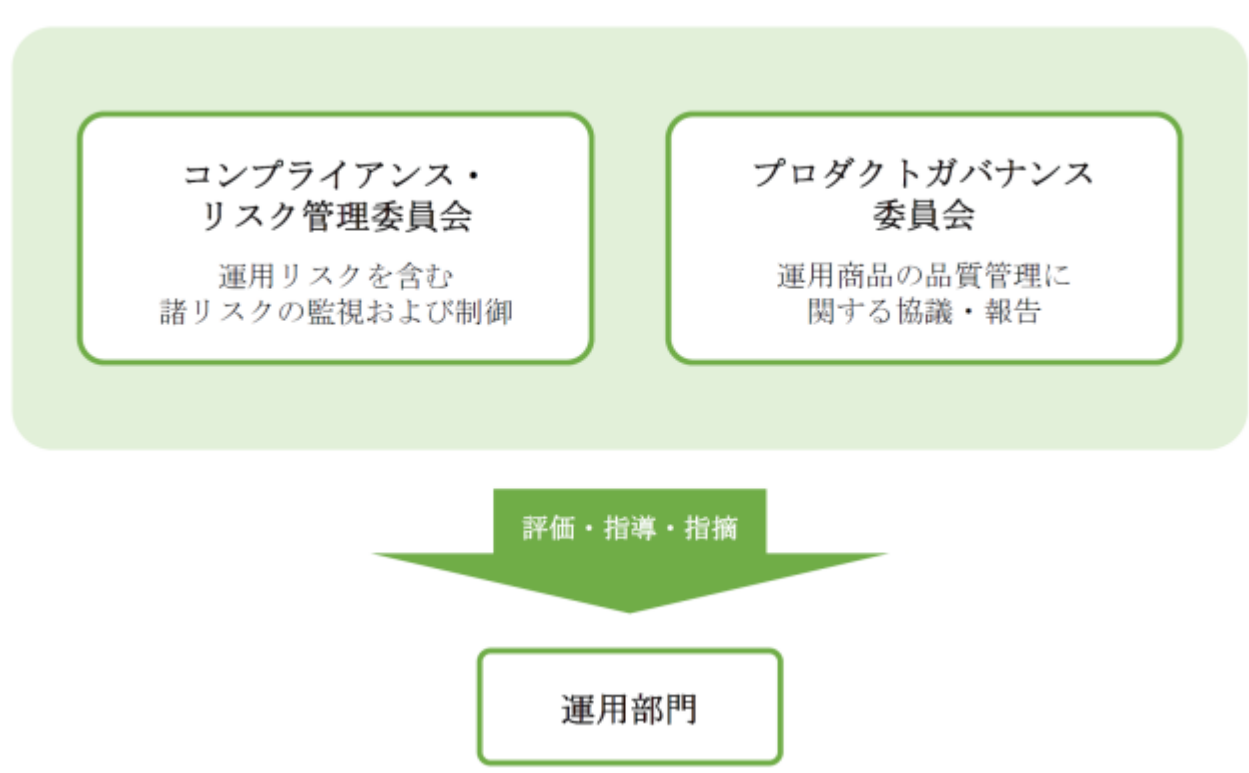 コンプライアンス・
リスク管理委員会
運用リスクを含む
諸リスクの監視および制御
プロダクトガバナンス
委員会
運用商品の品質管理に
関する協議・報告
評価・指導・指摘
運用部門